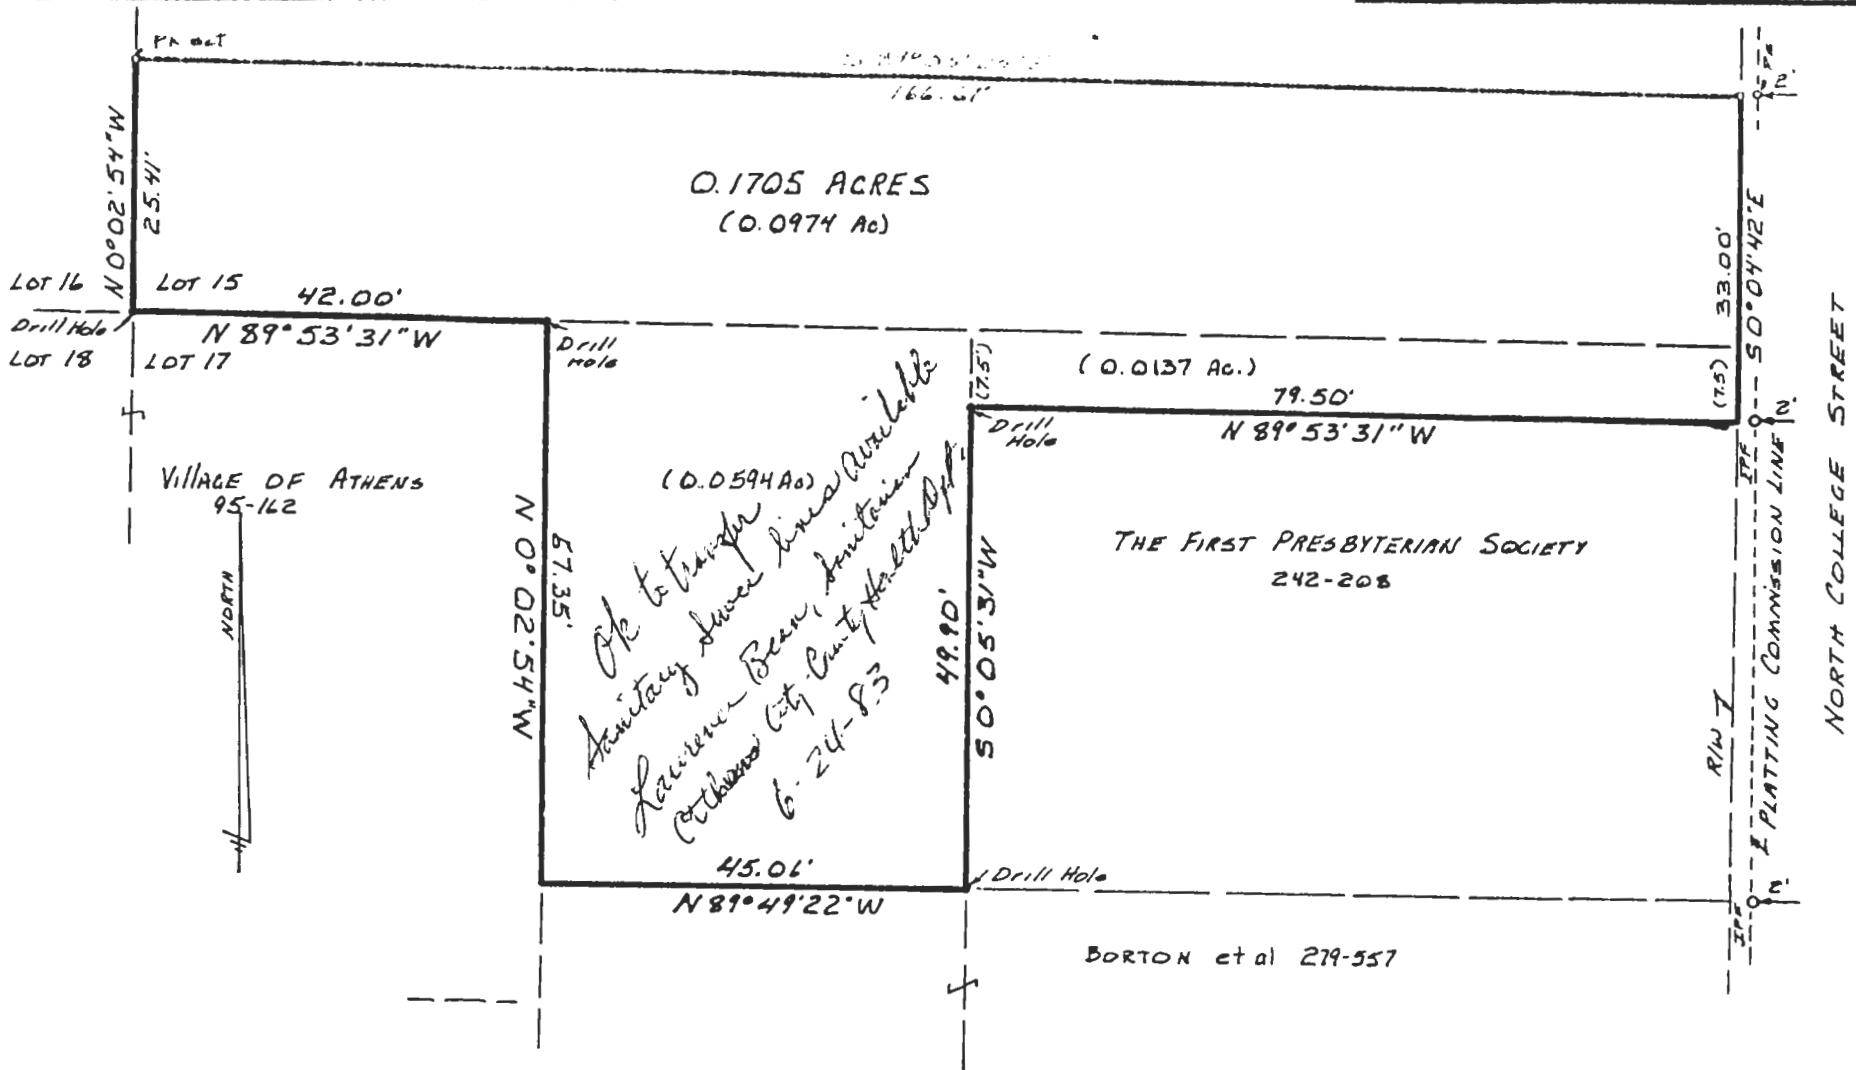 PK set
166.61'
2'
0.1705 ACRES
(0.0974 Ac)
N 0°02'54"W
25.41'
33.00'
S 0°04'42"E
LOT 16
LOT 15
42.00'
Drill Hole
N 89°53'31"W
LOT 18
LOT 17
Drill
Hole
(7.5')
(0.0137 Ac.)
79.50'
(7.5)
2'
Drill
Hole
N 89°53'31"W
IPF
VillAGE OF ATHENS
95-162
NORTH
N 0°02'54"W
57.35'
(0.0594 Ac)
Ok to transfer
Sanitary Sewer lines available
Lawrence Bean, Sanitarian
Athens City-County Health Dept.
6-24-83
49.90'
S 0°05'31"W
THE FIRST PRESBYTERIAN SOCIETY
242-208
R/W
PLATTING COMMISSION LINE
NORTH COLLEGE STREET
45.06'
N 89°49'22"W
Drill Hole
2'
IPF
BORTON et al 279-557